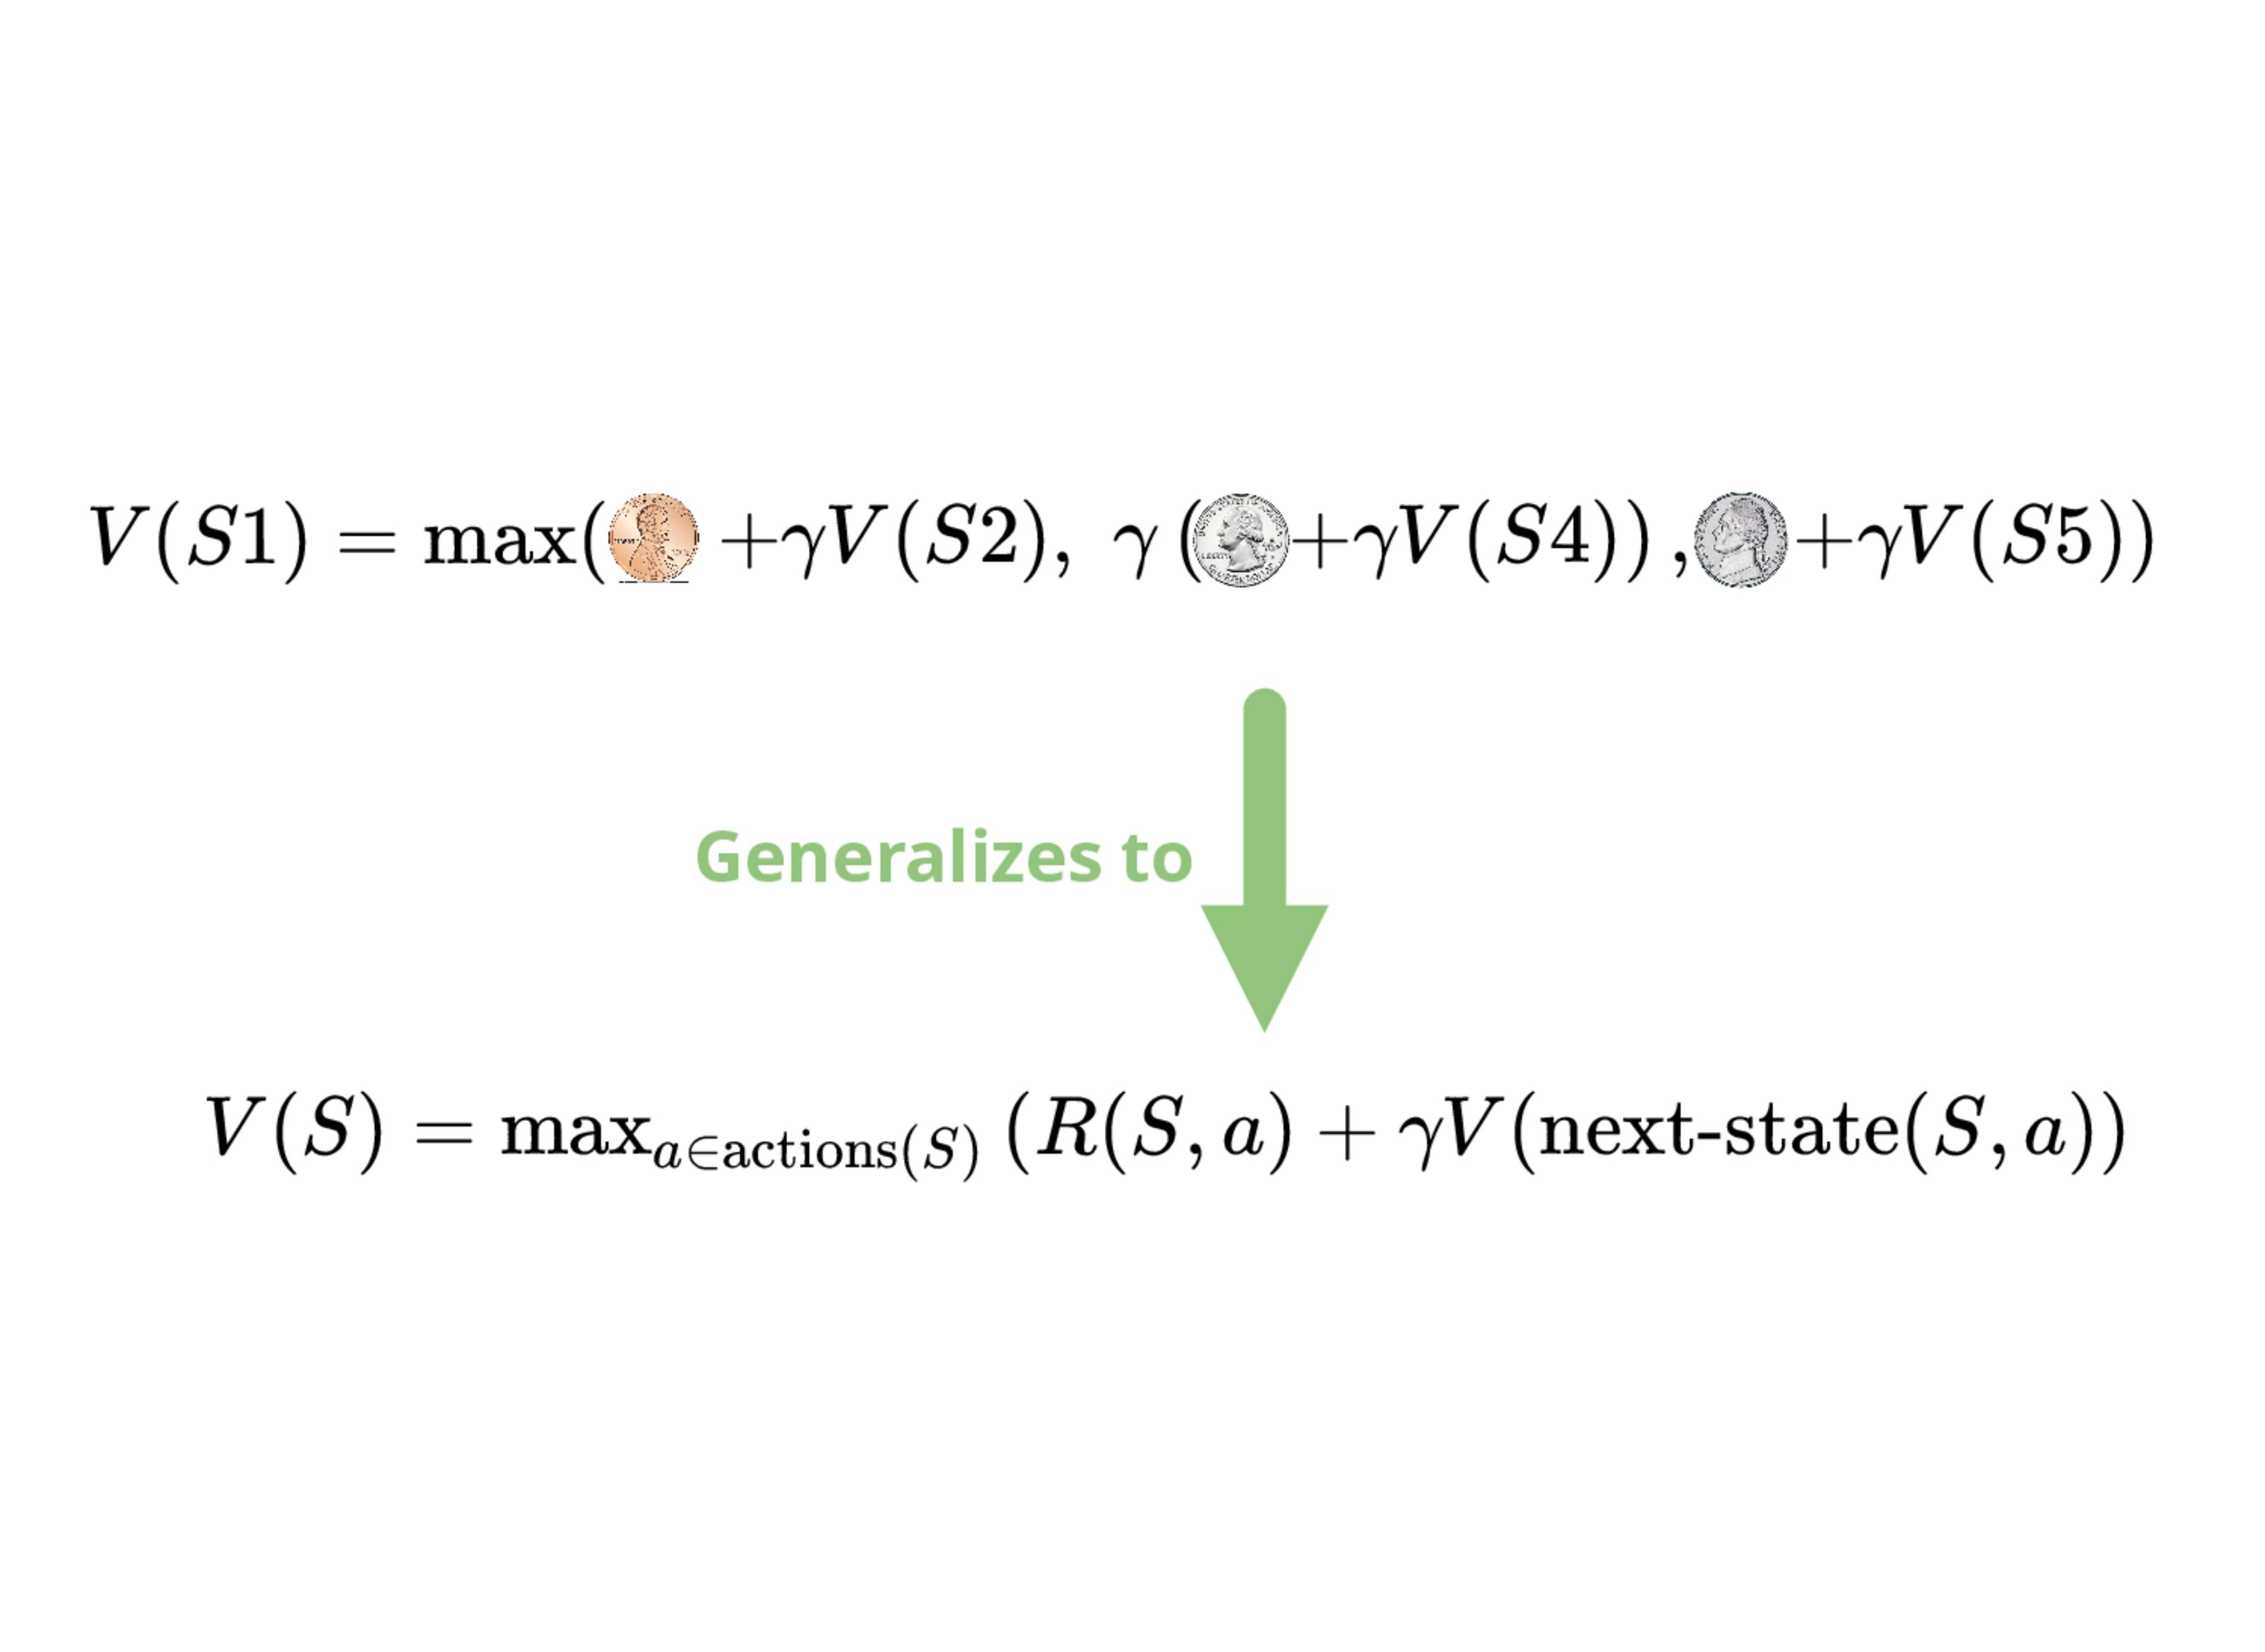 V(S1) = max( +γV(S2), γ( +γV(S4)) , +γV(S5))
Generalizes to
V(S) = max_{a∈actions(S)} (R(S, a) + γV(next-state(S, a))